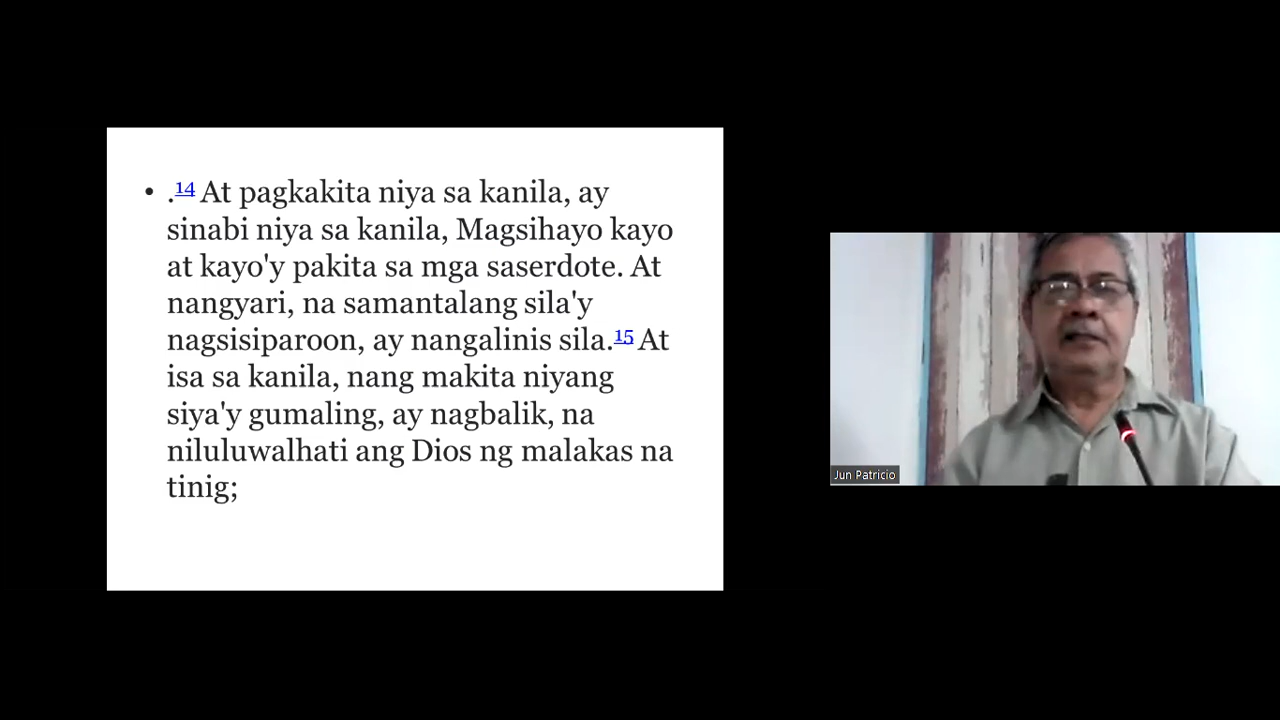 • .14 At pagkakita niya sa kanila, ay
sinabi niya sa kanila, Magsihayo kayo
at kayo'y pakita sa mga saserdote. At
nangyari, na samantalang sila'y
nagsisiparoon, ay nangalinis sila.15 At
isa sa kanila, nang makita niyang
siya'y gumaling, ay nagbalik, na
niluluwalhati ang Dios ng malakas na
tinig;
Jun Patricio